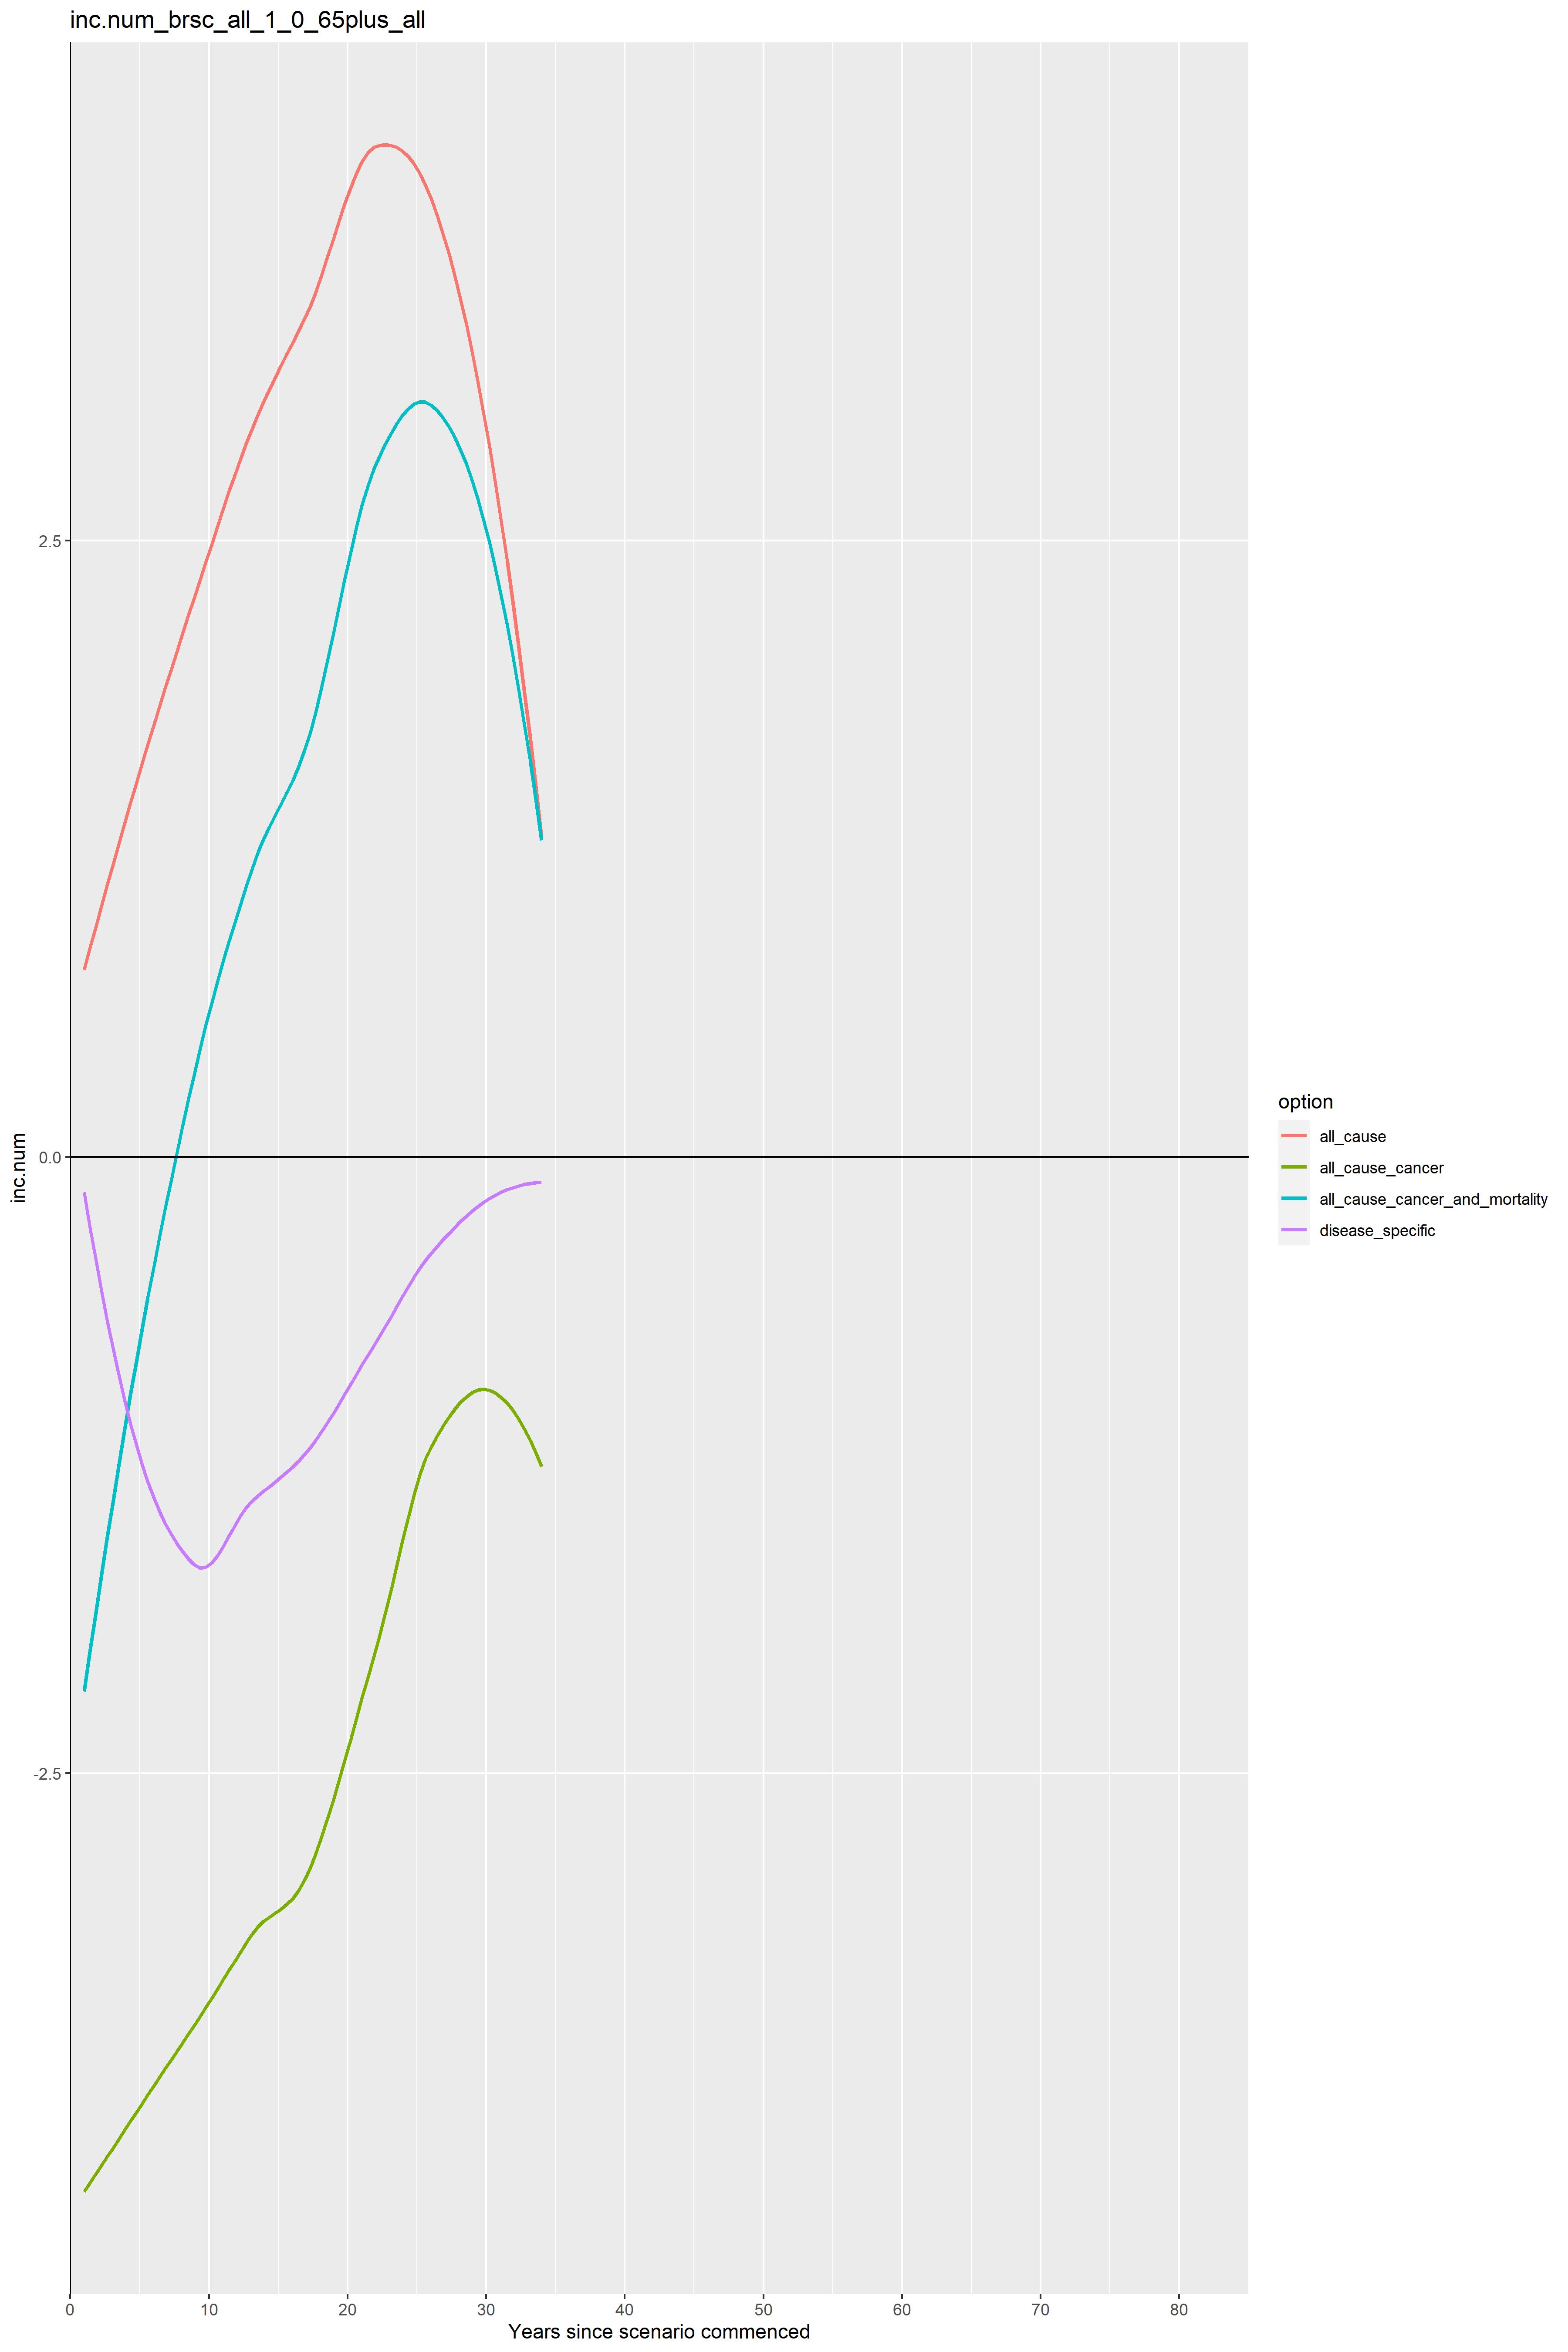 inc.num_brsc_all_1_0_65plus_all
inc.num
2.5
0.0
-2.5
0 10 20 30 40 50 60 70 80
Years since scenario commenced
option
all_cause
all_cause_cancer
all_cause_cancer_and_mortality
disease_specific